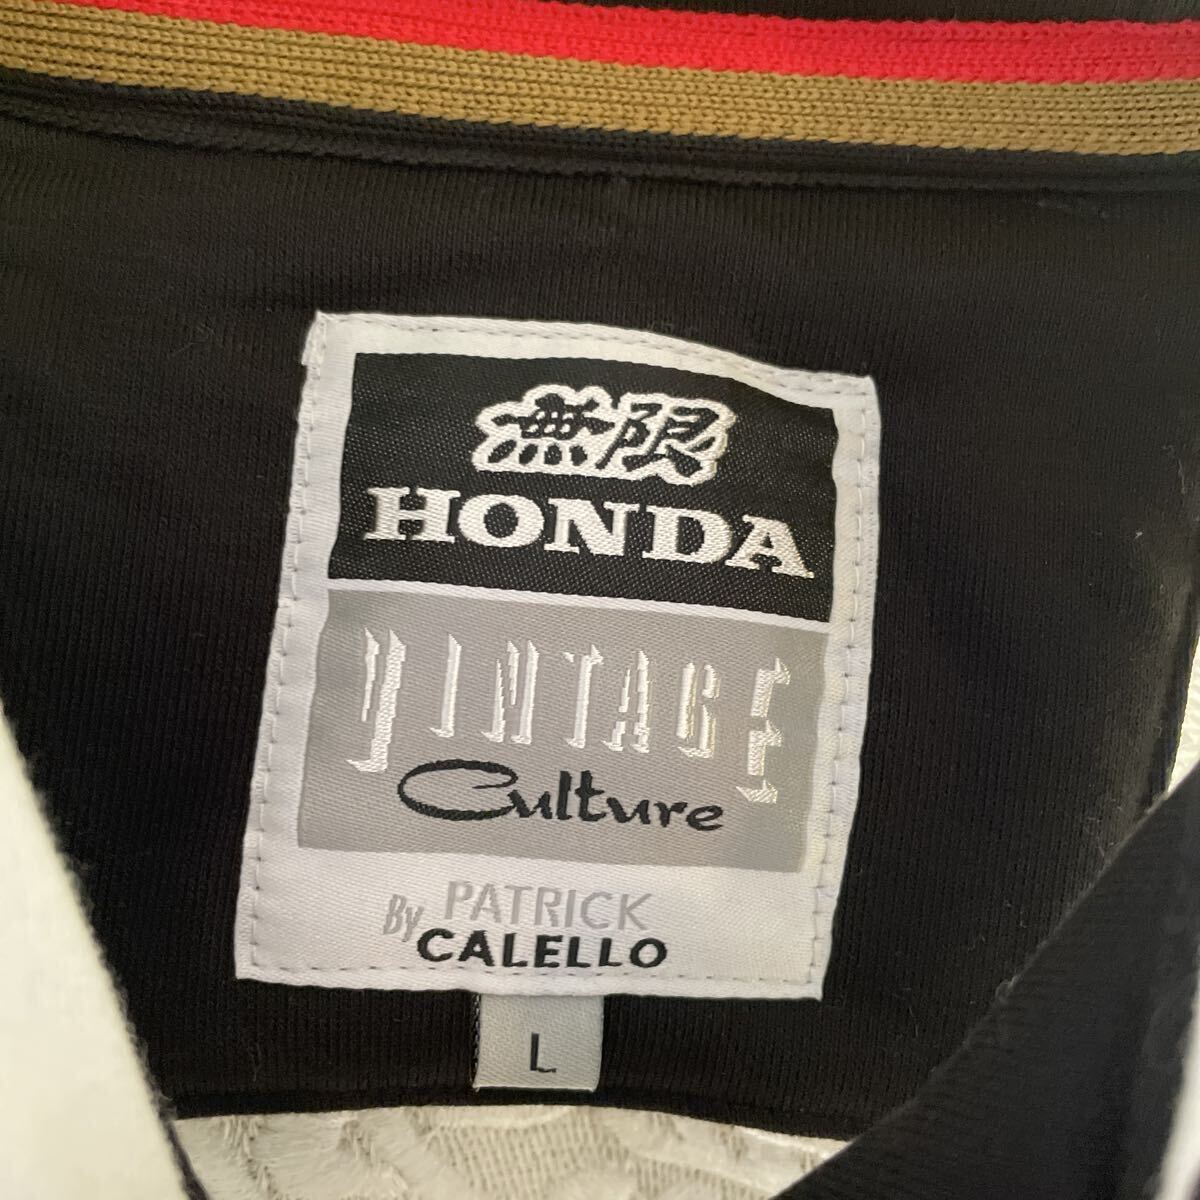 無限
HONDA
VINTAGE
Culture
By PATRICK
CALELLO
L